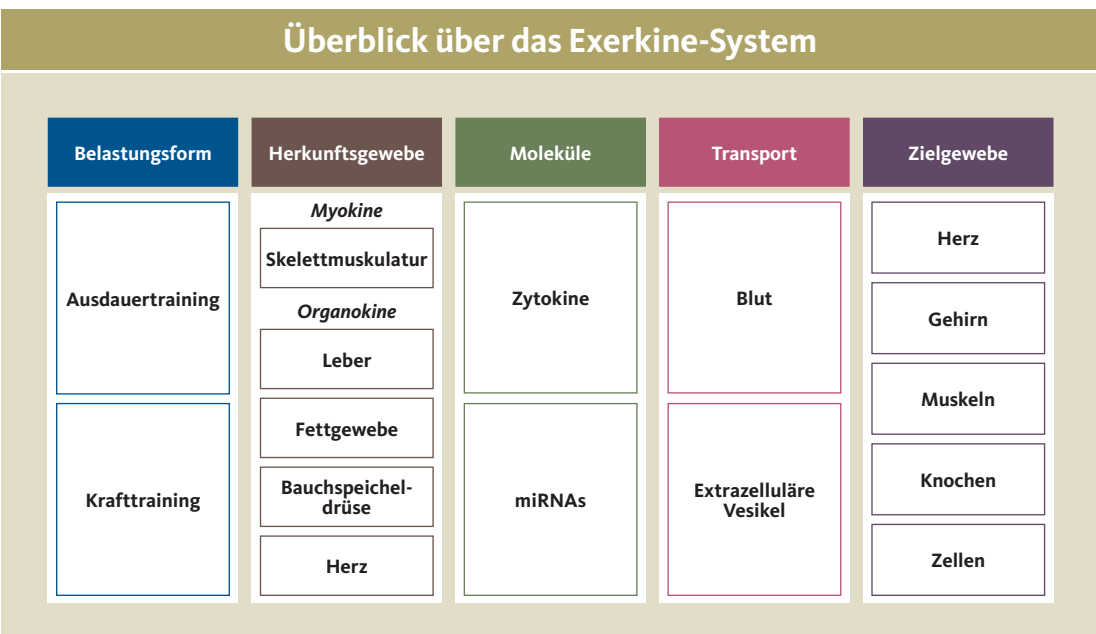 Überblick über das Exerkine-System
Belastungsform
Ausdauertraining
Krafttraining
Herkunftsgewebe
Myokine
Skelettmuskulatur
Organokine
Leber
Fettgewebe
Bauchspeichel-
drüse
Herz
Moleküle
Zytokine
miRNAs
Transport
Blut
Extrazelluläre
Vesikel
Zielgewebe
Herz
Gehirn
Muskeln
Knochen
Zellen